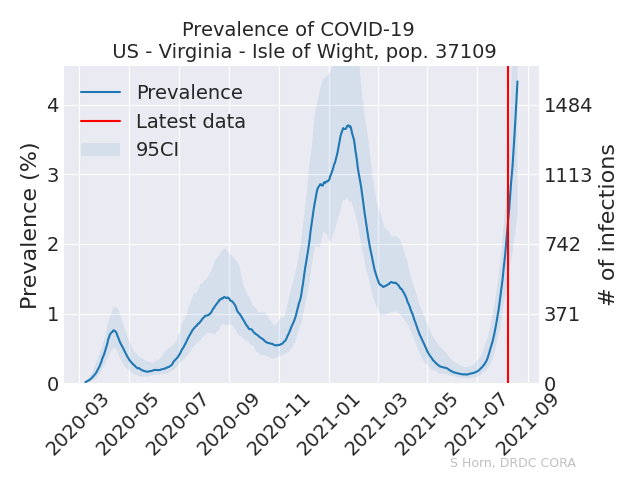 Prevalence of COVID-19
US - Virginia - Isle of Wight, pop. 37109
Prevalence
Latest data
95CI
Prevalence (%)
4
3
2
1
0
# of infections
1484
1113
742
371
0
2020-03
2020-05
2020-07
2020-09
2020-11
2021-01
2021-03
2021-05
2021-07
2021-09
S Horn, DRDC CORA